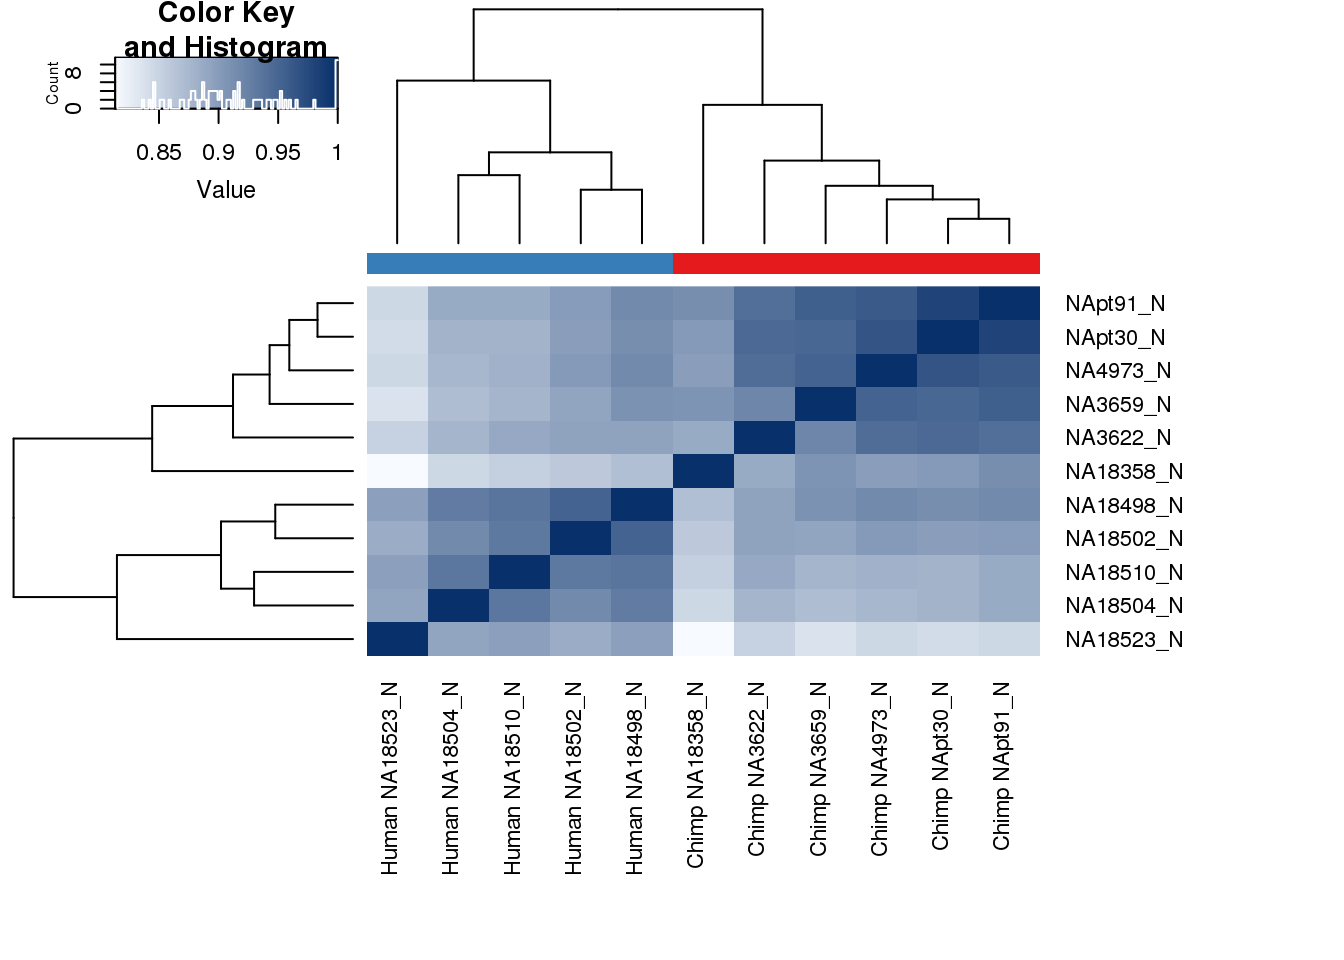 Color Key
and Histogram
Count
0 8
0.85 0.9 0.95 1
Value
NApt91_N
NApt30_N
NA4973_N
NA3659_N
NA3622_N
NA18358_N
NA18498_N
NA18502_N
NA18510_N
NA18504_N
NA18523_N
Human NA18523_N
Human NA18504_N
Human NA18510_N
Human NA18502_N
Human NA18498_N
Chimp NA18358_N
Chimp NA3622_N
Chimp NA3659_N
Chimp NA4973_N
Chimp NApt30_N
Chimp NApt91_N